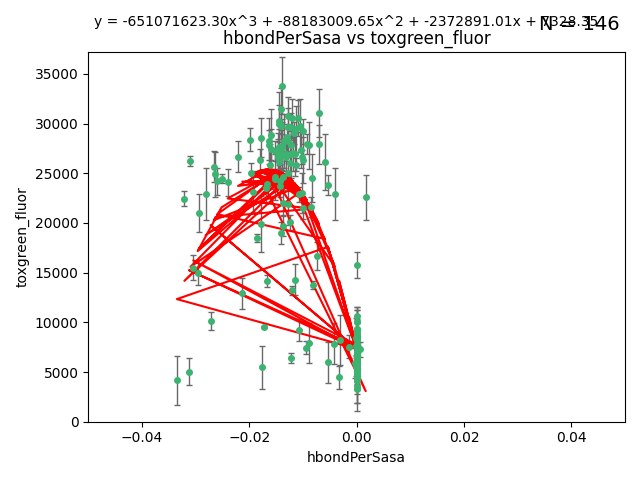 y = -651071623.30x^3 + -88183009.65x^2 + -2372891.01x + 7328.35
N = 146
hbondPerSasa vs toxgreen_fluor
35000
30000
25000
20000
15000
10000
5000
0
toxgreen_fluor
−0.04
−0.02
0.00
0.02
0.04
hbondPerSasa